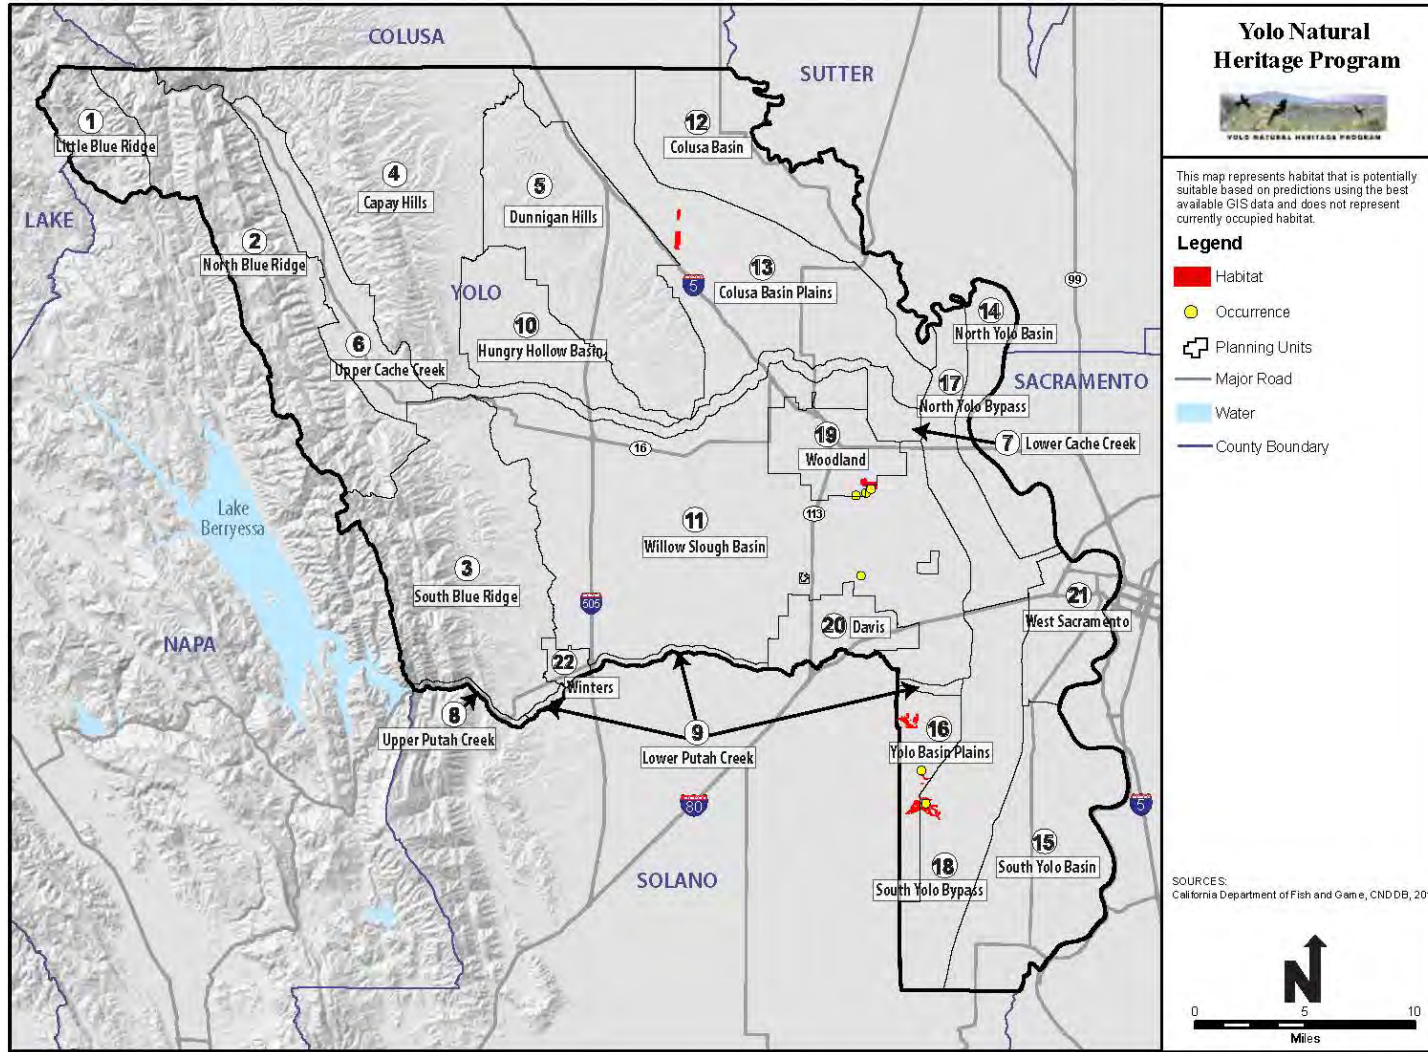 COLUSA
SUTTER
LAKE
YOLO
SACRAMENTO
NAPA
SOLANO
Lake
Berryessa
1
Little Blue Ridge
2
North Blue Ridge
3
South Blue Ridge
4
Capay Hills
5
Dunnigan Hills
6
Upper Cache Creek
7
Lower Cache Creek
8
Upper Putah Creek
9
Lower Putah Creek
10
Hungry Hollow Basin
11
Willow Slough Basin
12
Colusa Basin
13
Colusa Basin Plains
14
North Yolo Basin
15
South Yolo Basin
16
Yolo Basin Plains
17
North Yolo Bypass
18
South Yolo Bypass
19
Woodland
20 Davis
21
West Sacramento
22
Winters
5
99
16
113
505
80
5
Yolo Natural
Heritage Program
YOLO NATURAL HERITAGE PROGRAM
This map represents habitat that is potentially
suitable based on predictions using the best
available GIS data and does not represent
currently occupied habitat.
Legend
Habitat
Occurrence
Planning Units
Major Road
Water
County Boundary
SOURCES:
California Department of Fish and Game, CNDDB,
N
0 5 10
Miles